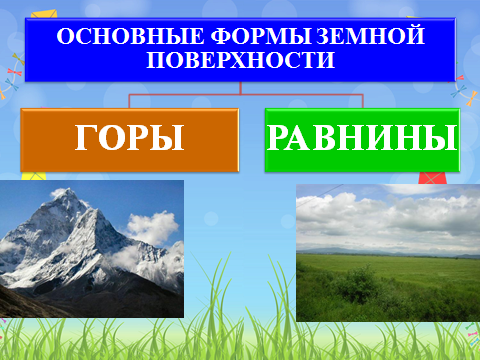 ОСНОВНЫЕ ФОРМЫ ЗЕМНОЙ
ПОВЕРХНОСТИ
ГОРЫ
РАВНИНЫ